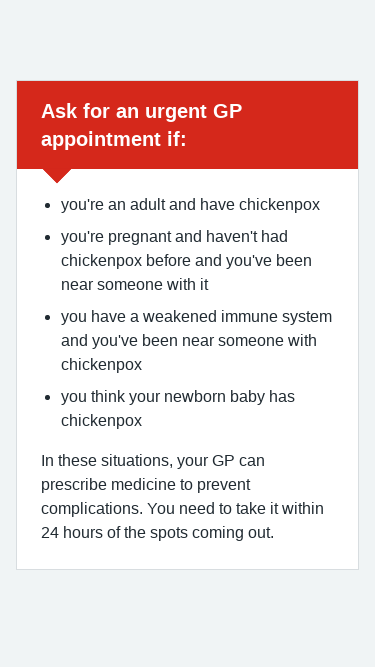 Ask for an urgent GP
appointment if:
• you're an adult and have chickenpox
• you're pregnant and haven't had
chickenpox before and you've been
near someone with it
• you have a weakened immune system
and you've been near someone with
chickenpox
• you think your newborn baby has
chickenpox
In these situations, your GP can
prescribe medicine to prevent
complications. You need to take it within
24 hours of the spots coming out.